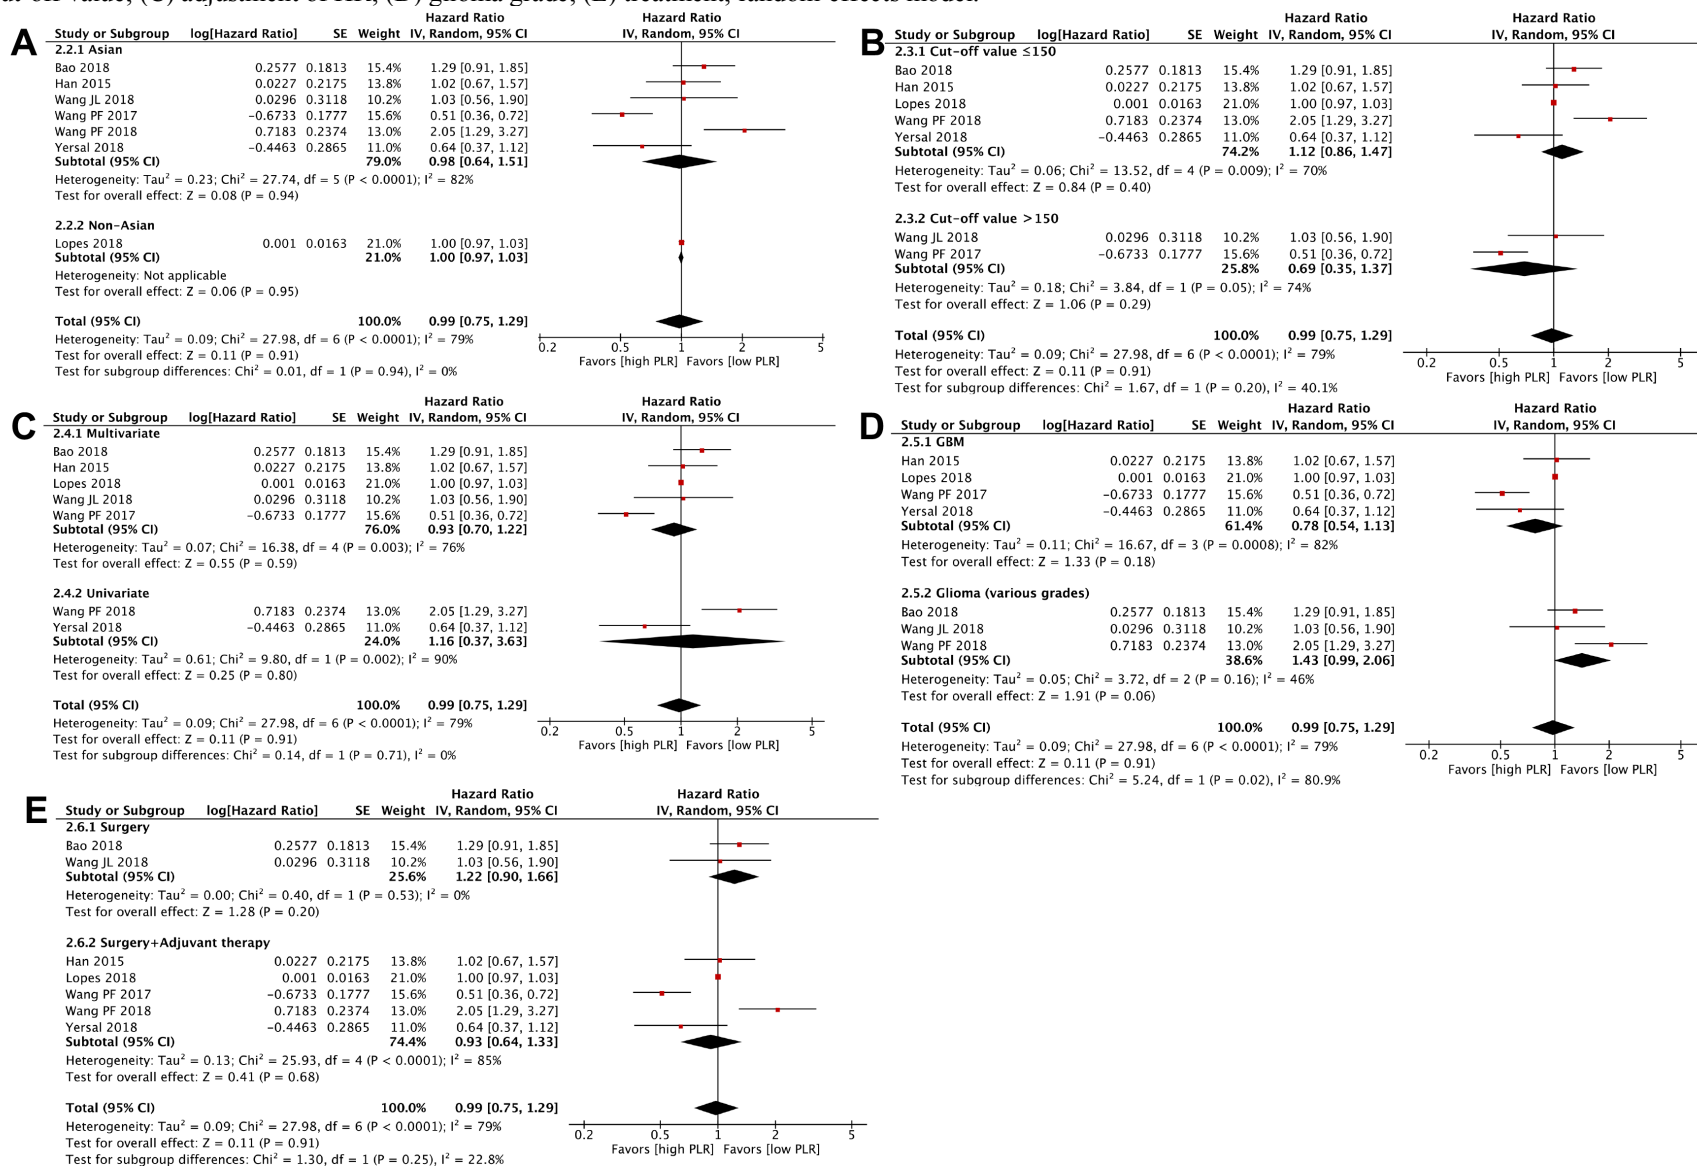 ut-off value; (C) adjustment of HR; (D) glioma grade; (E) treatment, random-effects model.
A
Hazard Ratio Hazard Ratio
Study or Subgroup log[Hazard Ratio] SE Weight IV, Random, 95% CI IV, Random, 95% CI
2.2.1 Asian
Bao 2018 0.2577 0.1813 15.4% 1.29 [0.91, 1.85]
Han 2015 0.0227 0.2175 13.8% 1.02 [0.67, 1.57]
Wang JL 2018 0.0296 0.3118 10.2% 1.03 [0.56, 1.90]
Wang PF 2017 −0.6733 0.1777 15.6% 0.51 [0.36, 0.72]
Wang PF 2018 0.7183 0.2374 13.0% 2.05 [1.29, 3.27]
Yersal 2018 −0.4463 0.2865 11.0% 0.64 [0.37, 1.12]
Subtotal (95% CI) 79.0% 0.98 [0.64, 1.51]
Heterogeneity: Tau² = 0.23; Chi² = 27.74, df = 5 (P < 0.0001); I² = 82%
Test for overall effect: Z = 0.08 (P = 0.94)
2.2.2 Non-Asian
Lopes 2018 0.001 0.0163 21.0% 1.00 [0.97, 1.03]
Subtotal (95% CI) 21.0% 1.00 [0.97, 1.03]
Heterogeneity: Not applicable
Test for overall effect: Z = 0.06 (P = 0.95)
Total (95% CI) 100.0% 0.99 [0.75, 1.29]
Heterogeneity: Tau² = 0.09; Chi² = 27.98, df = 6 (P < 0.0001); I² = 79%
Test for overall effect: Z = 0.11 (P = 0.91)
Test for subgroup differences: Chi² = 0.01, df = 1 (P = 0.94), I² = 0%
0.2 0.5 1 2 5
Favors [high PLR] Favors [low PLR]
B
Hazard Ratio Hazard Ratio
Study or Subgroup log[Hazard Ratio] SE Weight IV, Random, 95% CI IV, Random, 95% CI
2.3.1 Cut-off value ≤150
Bao 2018 0.2577 0.1813 15.4% 1.29 [0.91, 1.85]
Han 2015 0.0227 0.2175 13.8% 1.02 [0.67, 1.57]
Lopes 2018 0.001 0.0163 21.0% 1.00 [0.97, 1.03]
Wang PF 2018 0.7183 0.2374 13.0% 2.05 [1.29, 3.27]
Yersal 2018 −0.4463 0.2865 11.0% 0.64 [0.37, 1.12]
Subtotal (95% CI) 74.2% 1.12 [0.86, 1.47]
Heterogeneity: Tau² = 0.06; Chi² = 13.52, df = 4 (P = 0.009); I² = 70%
Test for overall effect: Z = 0.84 (P = 0.40)
2.3.2 Cut-off value >150
Wang JL 2018 0.0296 0.3118 10.2% 1.03 [0.56, 1.90]
Wang PF 2017 −0.6733 0.1777 15.6% 0.51 [0.36, 0.72]
Subtotal (95% CI) 25.8% 0.69 [0.35, 1.37]
Heterogeneity: Tau² = 0.18; Chi² = 3.84, df = 1 (P = 0.05); I² = 74%
Test for overall effect: Z = 1.06 (P = 0.29)
Total (95% CI) 100.0% 0.99 [0.75, 1.29]
Heterogeneity: Tau² = 0.09; Chi² = 27.98, df = 6 (P < 0.0001); I² = 79%
Test for overall effect: Z = 0.11 (P = 0.91)
Test for subgroup differences: Chi² = 1.67, df = 1 (P = 0.20), I² = 40.1%
0.2 0.5 1 2 5
Favors [high PLR] Favors [low PLR]
C
Hazard Ratio Hazard Ratio
Study or Subgroup log[Hazard Ratio] SE Weight IV, Random, 95% CI IV, Random, 95% CI
2.4.1 Multivariate
Bao 2018 0.2577 0.1813 15.4% 1.29 [0.91, 1.85]
Han 2015 0.0227 0.2175 13.8% 1.02 [0.67, 1.57]
Lopes 2018 0.001 0.0163 21.0% 1.00 [0.97, 1.03]
Wang JL 2018 0.0296 0.3118 10.2% 1.03 [0.56, 1.90]
Wang PF 2017 −0.6733 0.1777 15.6% 0.51 [0.36, 0.72]
Subtotal (95% CI) 76.0% 0.93 [0.70, 1.22]
Heterogeneity: Tau² = 0.07; Chi² = 16.38, df = 4 (P = 0.003); I² = 76%
Test for overall effect: Z = 0.55 (P = 0.59)
2.4.2 Univariate
Wang PF 2018 0.7183 0.2374 13.0% 2.05 [1.29, 3.27]
Yersal 2018 −0.4463 0.2865 11.0% 0.64 [0.37, 1.12]
Subtotal (95% CI) 24.0% 1.16 [0.37, 3.63]
Heterogeneity: Tau² = 0.61; Chi² = 9.80, df = 1 (P = 0.002); I² = 90%
Test for overall effect: Z = 0.25 (P = 0.80)
Total (95% CI) 100.0% 0.99 [0.75, 1.29]
Heterogeneity: Tau² = 0.09; Chi² = 27.98, df = 6 (P < 0.0001); I² = 79%
Test for overall effect: Z = 0.11 (P = 0.91)
Test for subgroup differences: Chi² = 0.14, df = 1 (P = 0.71), I² = 0%
0.2 0.5 1 2 5
Favors [high PLR] Favors [low PLR]
D
Hazard Ratio Hazard Ratio
Study or Subgroup log[Hazard Ratio] SE Weight IV, Random, 95% CI IV, Random, 95% CI
2.5.1 GBM
Han 2015 0.0227 0.2175 13.8% 1.02 [0.67, 1.57]
Lopes 2018 0.001 0.0163 21.0% 1.00 [0.97, 1.03]
Wang PF 2017 −0.6733 0.1777 15.6% 0.51 [0.36, 0.72]
Yersal 2018 −0.4463 0.2865 11.0% 0.64 [0.37, 1.12]
Subtotal (95% CI) 61.4% 0.78 [0.54, 1.13]
Heterogeneity: Tau² = 0.11; Chi² = 16.67, df = 3 (P = 0.0008); I² = 82%
Test for overall effect: Z = 1.33 (P = 0.18)
2.5.2 Glioma (various grades)
Bao 2018 0.2577 0.1813 15.4% 1.29 [0.91, 1.85]
Wang JL 2018 0.0296 0.3118 10.2% 1.03 [0.56, 1.90]
Wang PF 2018 0.7183 0.2374 13.0% 2.05 [1.29, 3.27]
Subtotal (95% CI) 38.6% 1.43 [0.99, 2.06]
Heterogeneity: Tau² = 0.05; Chi² = 3.72, df = 2 (P = 0.16); I² = 46%
Test for overall effect: Z = 1.91 (P = 0.06)
Total (95% CI) 100.0% 0.99 [0.75, 1.29]
Heterogeneity: Tau² = 0.09; Chi² = 27.98, df = 6 (P < 0.0001); I² = 79%
Test for overall effect: Z = 0.11 (P = 0.91)
Test for subgroup differences: Chi² = 5.24, df = 1 (P = 0.02), I² = 80.9%
0.2 0.5 1 2 5
Favors [high PLR] Favors [low PLR]
E
Hazard Ratio Hazard Ratio
Study or Subgroup log[Hazard Ratio] SE Weight IV, Random, 95% CI IV, Random, 95% CI
2.6.1 Surgery
Bao 2018 0.2577 0.1813 15.4% 1.29 [0.91, 1.85]
Wang JL 2018 0.0296 0.3118 10.2% 1.03 [0.56, 1.90]
Subtotal (95% CI) 25.6% 1.22 [0.90, 1.66]
Heterogeneity: Tau² = 0.00; Chi² = 0.40, df = 1 (P = 0.53); I² = 0%
Test for overall effect: Z = 1.28 (P = 0.20)
2.6.2 Surgery+Adjuvant therapy
Han 2015 0.0227 0.2175 13.8% 1.02 [0.67, 1.57]
Lopes 2018 0.001 0.0163 21.0% 1.00 [0.97, 1.03]
Wang PF 2017 −0.6733 0.1777 15.6% 0.51 [0.36, 0.72]
Wang PF 2018 0.7183 0.2374 13.0% 2.05 [1.29, 3.27]
Yersal 2018 −0.4463 0.2865 11.0% 0.64 [0.37, 1.12]
Subtotal (95% CI) 74.4% 0.93 [0.64, 1.33]
Heterogeneity: Tau² = 0.13; Chi² = 25.93, df = 4 (P < 0.0001); I² = 85%
Test for overall effect: Z = 0.41 (P = 0.68)
Total (95% CI) 100.0% 0.99 [0.75, 1.29]
Heterogeneity: Tau² = 0.09; Chi² = 27.98, df = 6 (P < 0.0001); I² = 79%
Test for overall effect: Z = 0.11 (P = 0.91)
Test for subgroup differences: Chi² = 1.30, df = 1 (P = 0.25), I² = 22.8%
0.2 0.5 1 2 5
Favors [high PLR] Favors [low PLR]